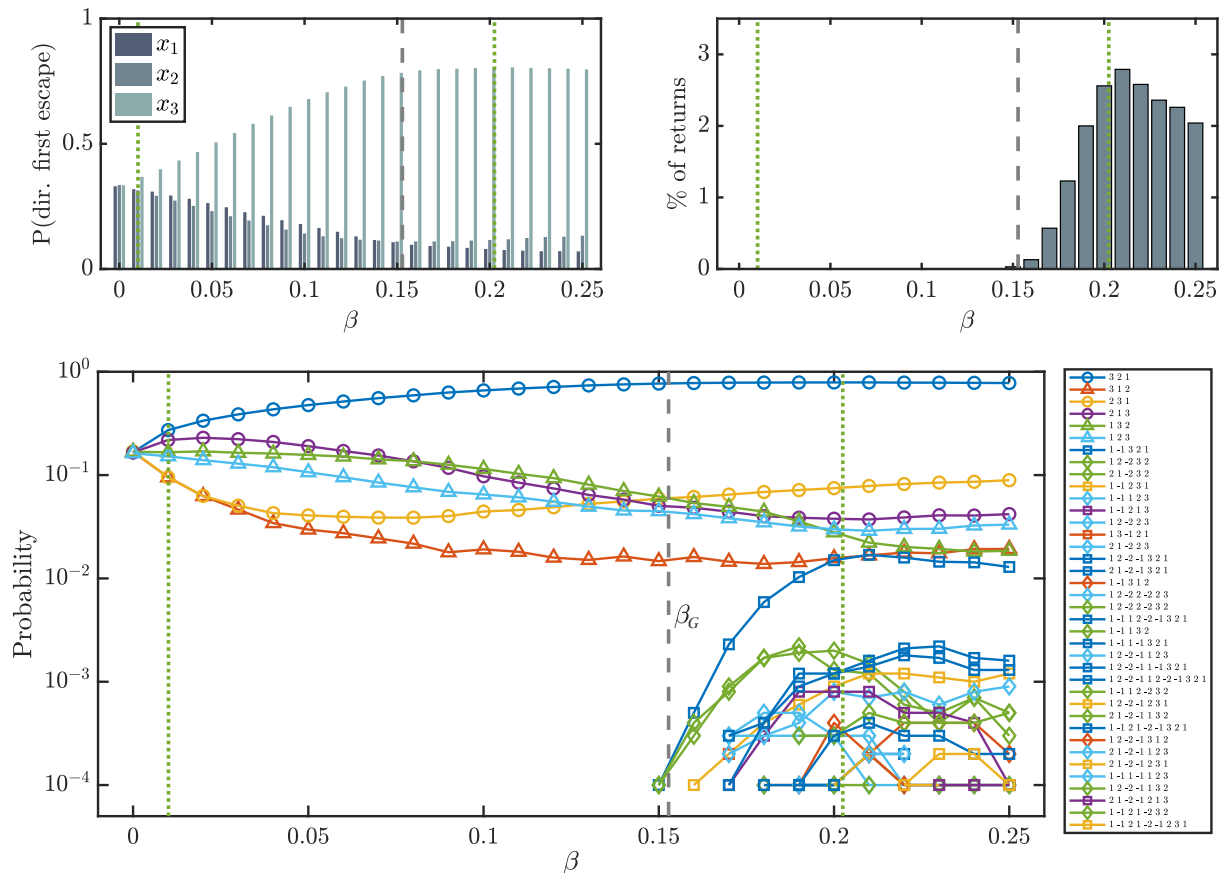 1
0.5
0
P(dir. first escape)
x1
x2
x3
0 0.05 0.1 0.15 0.2 0.25
β
3
2
1
0
% of returns
0 0.05 0.1 0.15 0.2 0.25
β
10^0
10^-1
10^-2
10^-3
10^-4
Probability
β_G
0 0.05 0.1 0.15 0.2 0.25
β
3 2 1
3 1 2
2 3 1
2 1 3
1 3 2
1 2 3
1 -1 3 2 1
1 2 -2 3 2
2 1 -2 3 2
1 -1 2 3 1
1 -1 1 2 3
1 -1 2 1 3
1 2 -2 2 3
1 3 -1 2 1
2 1 -2 2 3
1 2 -2 -1 3 2 1
2 1 -2 -1 3 2 1
1 -1 3 1 2
1 2 -2 2 -2 2 3
1 2 -2 2 -2 3 2
1 -1 1 2 -2 -1 3 2 1
1 -1 1 3 2
1 -1 1 -1 3 2 1
1 2 -2 -1 1 2 3
1 2 -2 -1 1 -1 3 2 1
1 2 -2 -1 1 2 -2 -1 3 2 1
1 -1 1 2 -2 3 2
1 2 -2 -1 2 3 1
2 1 -2 -1 1 3 2
1 -1 2 1 -2 -1 3 2 1
1 2 -2 -1 3 1 2
2 1 -2 -1 1 2 3
2 1 -2 -1 2 3 1
1 -1 1 -1 1 2 3
1 2 -2 -1 1 3 2
2 1 -2 -1 2 1 3
1 -1 2 1 -2 3 2
1 -1 2 1 -2 -1 2 3 1